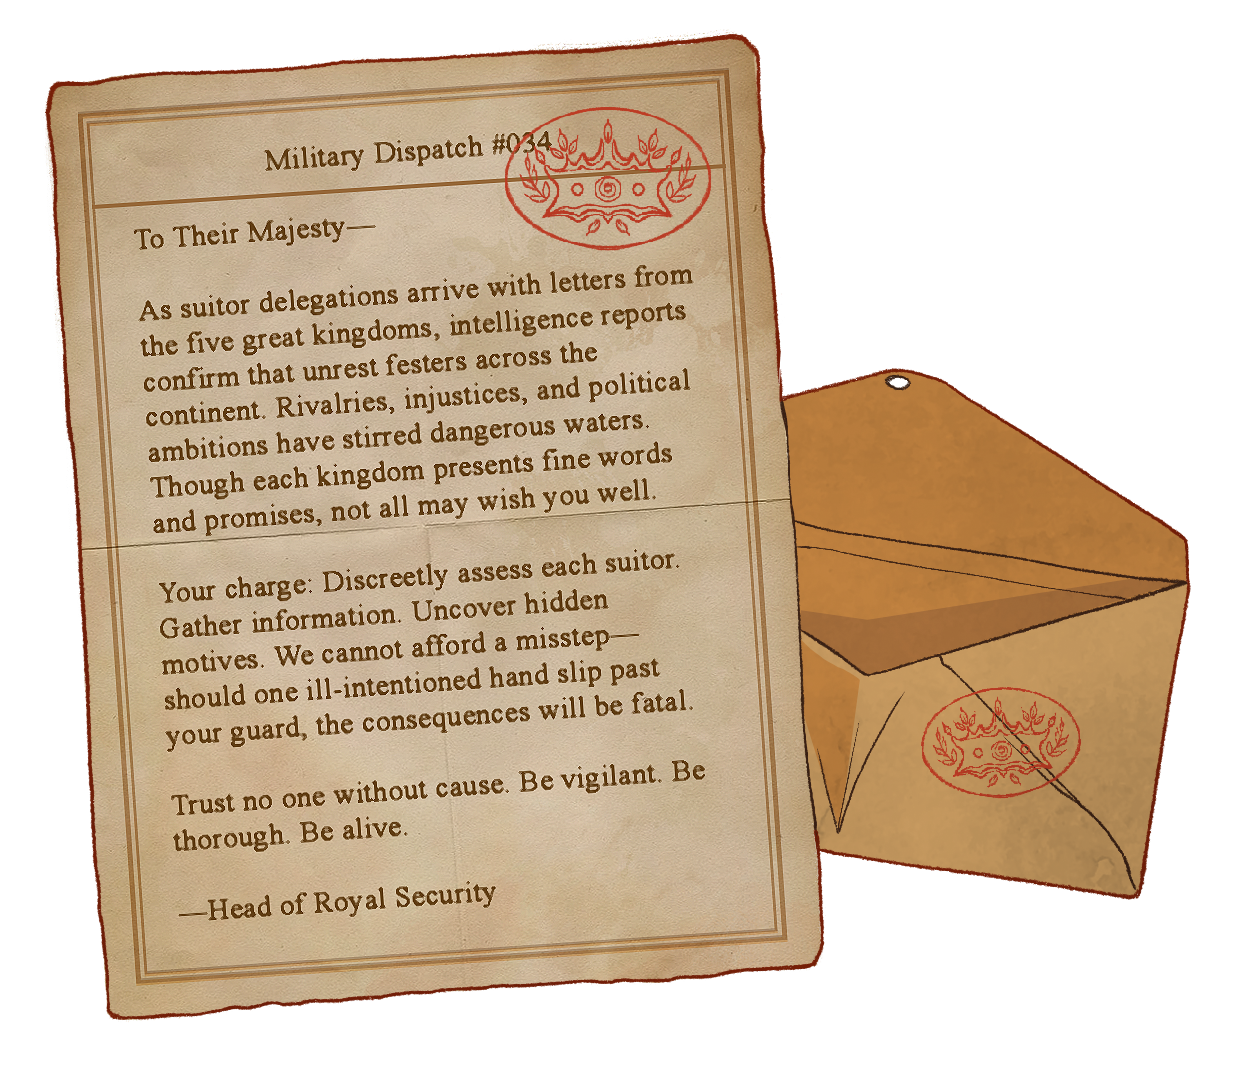 Military Dispatch #034
To Their Majesty—
As suitor delegations arrive with letters from
the five great kingdoms, intelligence reports
confirm that unrest festers across the
continent. Rivalries, injustices, and political
ambitions have stirred dangerous waters.
Though each kingdom presents fine words
and promises, not all may wish you well.
Your charge: Discreetly assess each suitor.
Gather information. Uncover hidden
motives. We cannot afford a misstep—
should one ill-intentioned hand slip past
your guard, the consequences will be fatal.
Trust no one without cause. Be vigilant. Be
thorough. Be alive.
—Head of Royal Security